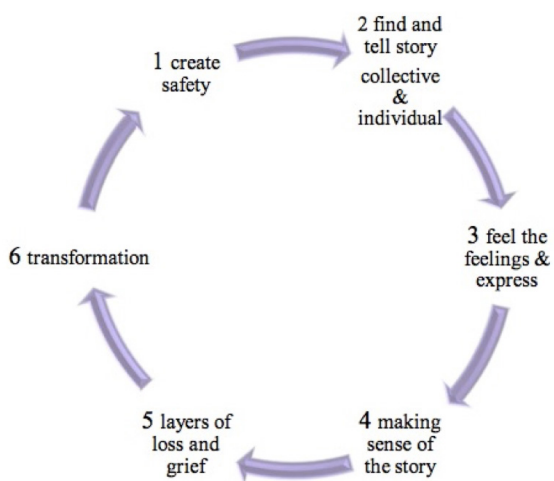 1 create
safety
2 find and
tell story
collective
&
individual
3 feel the
feelings &
express
4 making
sense of
the story
5 layers of
loss and
grief
6 transformation